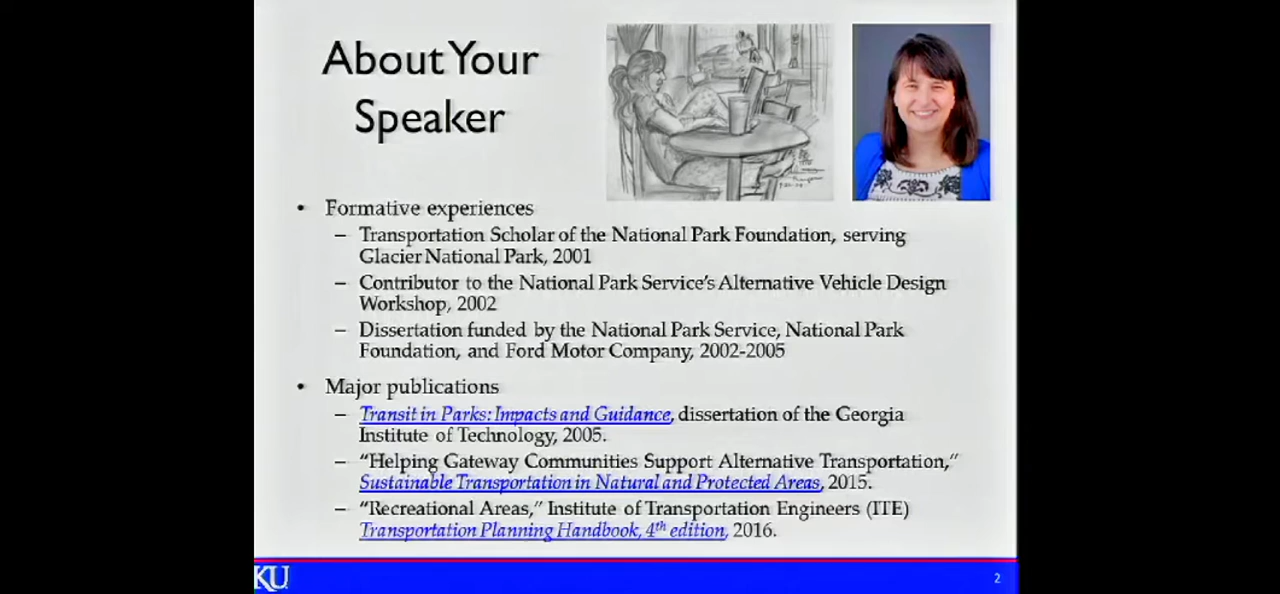 About Your
Speaker
• Formative experiences
– Transportation Scholar of the National Park Foundation, serving
Glacier National Park, 2001
– Contributor to the National Park Service's Alternative Vehicle Design
Workshop, 2002
– Dissertation funded by the National Park Service, National Park
Foundation, and Ford Motor Company, 2002-2005
• Major publications
– Transit in Parks: Impacts and Guidance, dissertation of the Georgia
Institute of Technology, 2005.
– “Helping Gateway Communities Support Alternative Transportation,”
Sustainable Transportation in Natural and Protected Areas, 2015.
– “Recreational Areas,” Institute of Transportation Engineers (ITE)
Transportation Planning Handbook, 4th edition, 2016.
KU
2